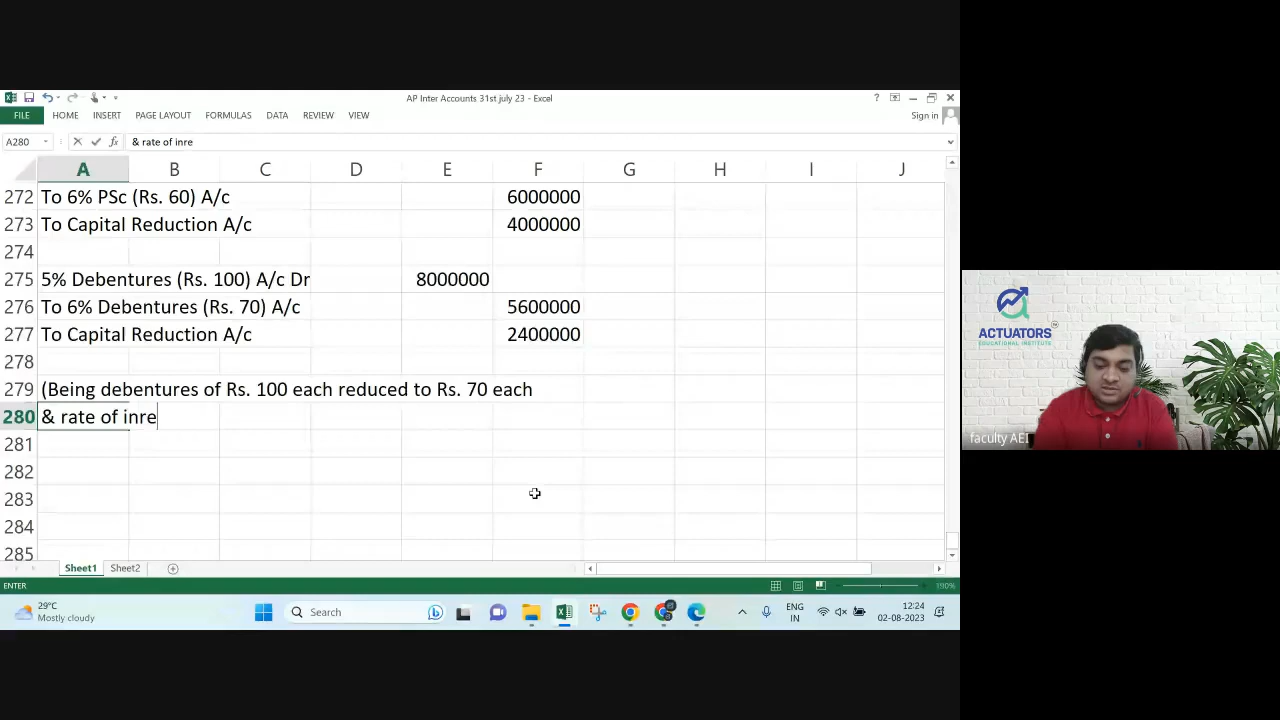 AP Inter Accounts 31st july 23 - Excel
?
FILE HOME INSERT PAGE LAYOUT FORMULAS DATA REVIEW VIEW
Sign in
A280 fx & rate of inre
A B C D E F G H I J
272 To 6% PSc (Rs. 60) A/c 6000000
273 To Capital Reduction A/c 4000000
274
275 5% Debentures (Rs. 100) A/c Dr 8000000
276 To 6% Debentures (Rs. 70) A/c 5600000
277 To Capital Reduction A/c 2400000
278
279 (Being debentures of Rs. 100 each reduced to Rs. 70 each
280 & rate of inre
281
282
283
284
285
Sheet1 Sheet2
ENTER 190%
29°C
Mostly cloudy
Search
ENG
IN
12:24
02-08-2023
ACTUATORS
EDUCATIONAL INSTITUTE
faculty AEI